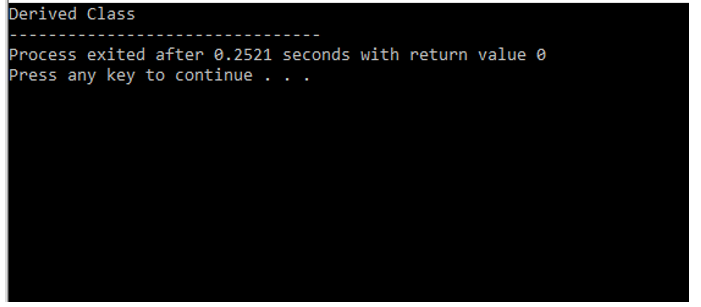 Derived Class
--------------------------------
Process exited after 0.2521 seconds with return value 0
Press any key to continue . . .